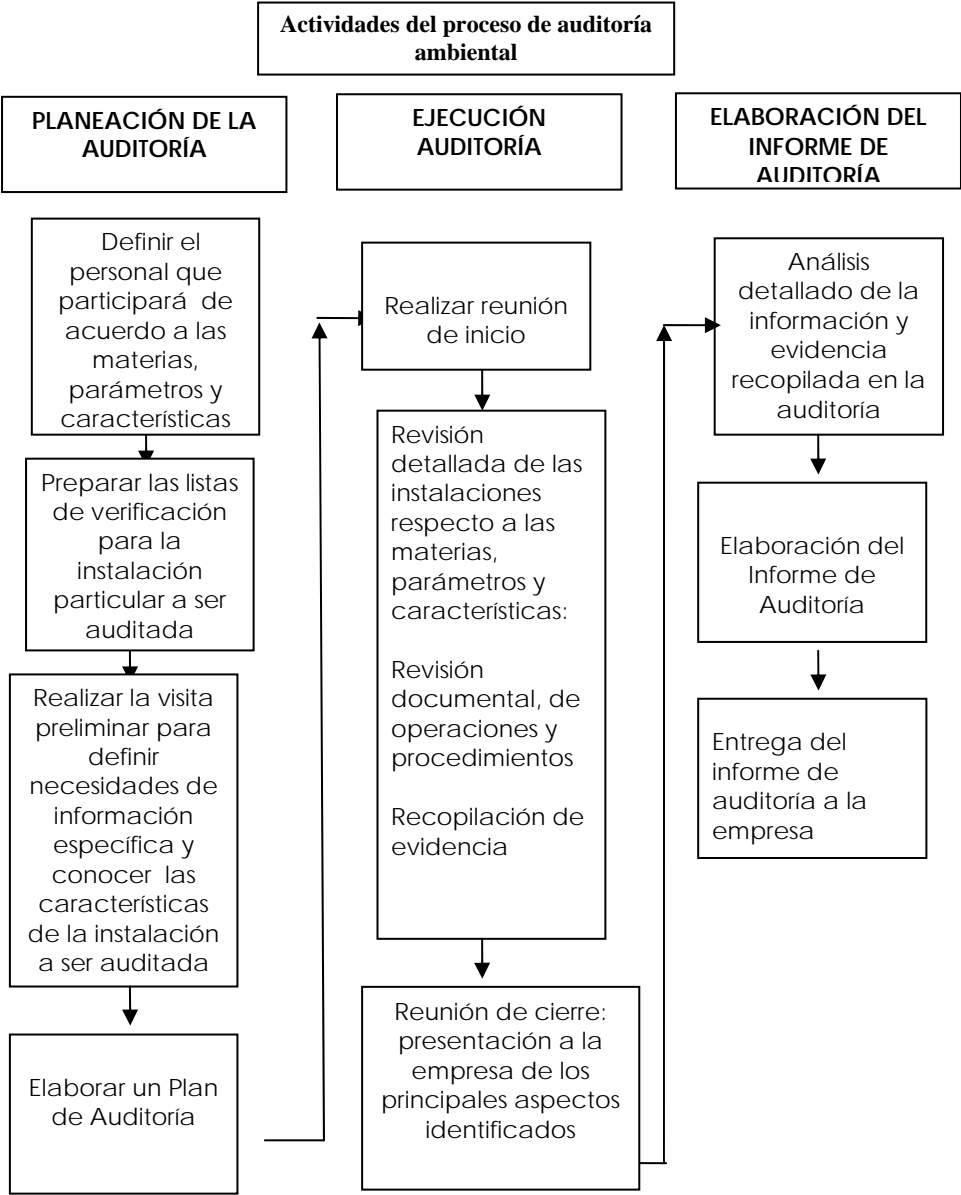 Actividades del proceso de auditoría
ambiental
PLANEACIÓN DE LA
AUDITORÍA
Definir el
personal que
participará de
acuerdo a las
materias,
parámetros y
características
Preparar las listas
de verificación
para la
instalación
particular a ser
auditada
Realizar la visita
preliminar para
definir
necesidades de
información
específica y
conocer las
características
de la instalación
a ser auditada
Elaborar un Plan
de Auditoría
EJECUCIÓN
AUDITORÍA
Realizar reunión
de inicio
Revisión
detallada de las
instalaciones
respecto a las
materias,
parámetros y
características:
Revisión
documental, de
operaciones y
procedimientos
Recopilación de
evidencia
Reunión de cierre:
presentación a la
empresa de los
principales aspectos
identificados
ELABORACIÓN DEL
INFORME DE
AUDITORÍA
Análisis
detallado de la
información y
evidencia
recopilada en la
auditoría
Elaboración del
Informe de
Auditoría
Entrega del
informe de
auditoría a la
empresa